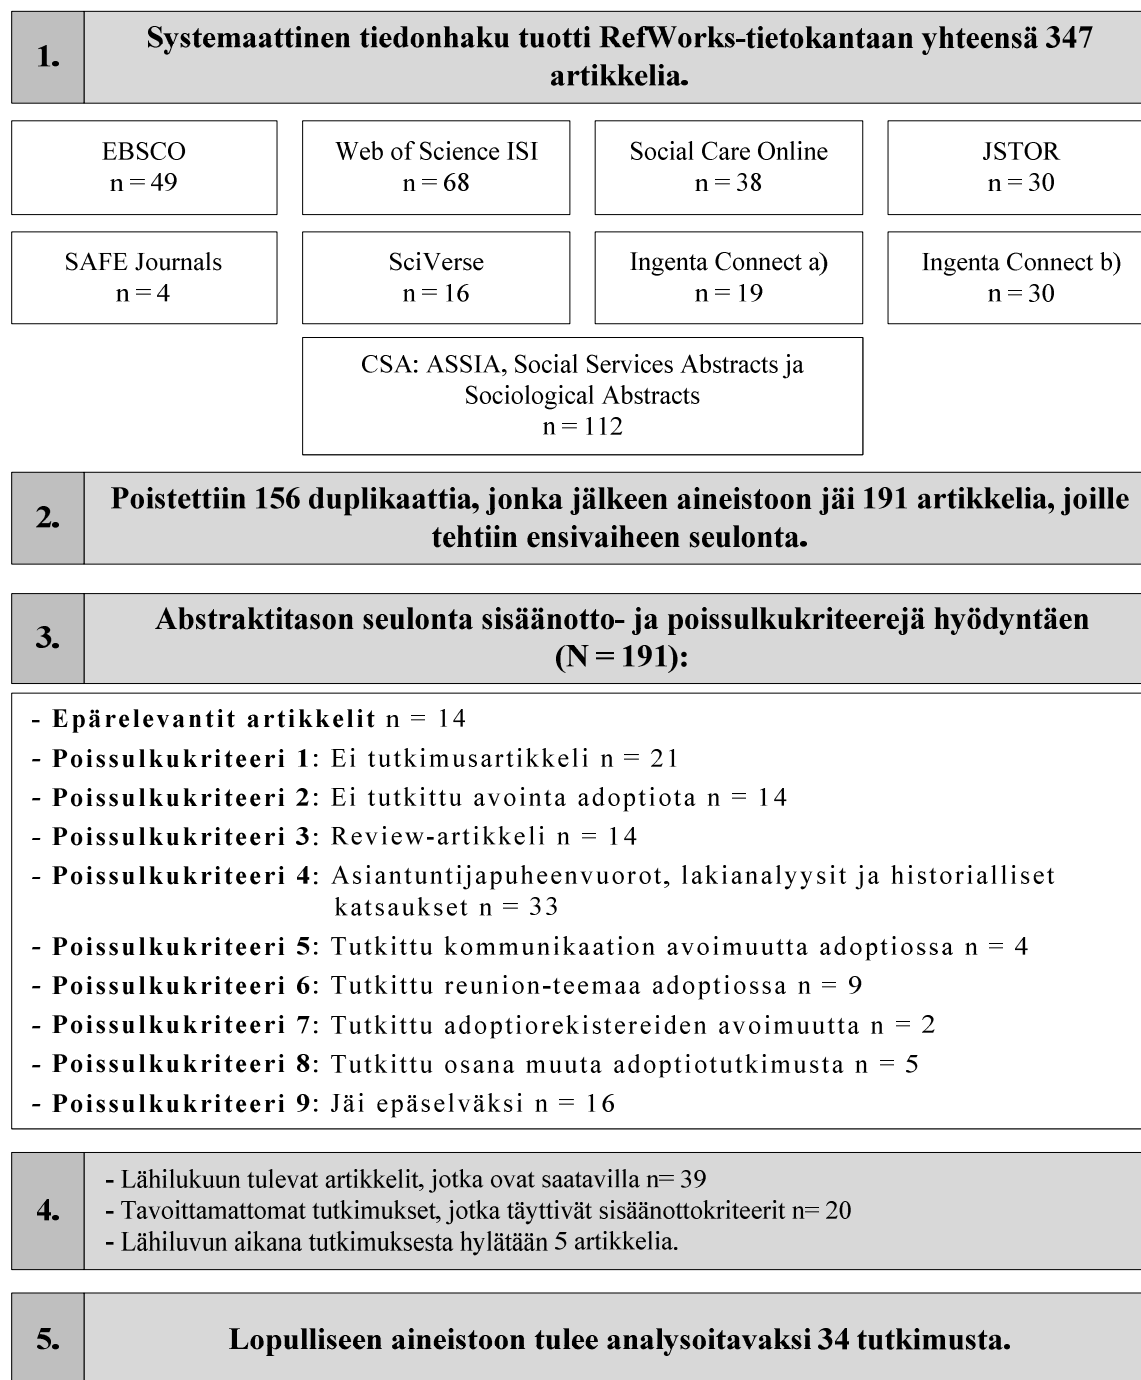 1.
Systemaattinen tiedonhaku tuotti RefWorks-tietokantaan yhteensä 347
artikkelia.
EBSCO
n = 49
Web of Science ISI
n = 68
Social Care Online
n = 38
JSTOR
n = 30
SAFE Journals
n = 4
SciVerse
n = 16
Ingenta Connect a)
n = 19
Ingenta Connect b)
n = 30
CSA: ASSIA, Social Services Abstracts ja
Sociological Abstracts
n = 112
2.
Poistettiin 156 duplikaattia, jonka jälkeen aineistoon jäi 191 artikkelia, joille
tehtiin ensivaiheen seulonta.
3.
Abstraktitason seulonta sisäänotto- ja poissulkukriteerejä hyödyntäen
(N = 191):
- Epärelevantit artikkelit n = 14
- Poissulkukriteeri 1: Ei tutkimusartikkeli n = 21
- Poissulkukriteeri 2: Ei tutkittu avointa adoptiota n = 14
- Poissulkukriteeri 3: Review-artikkeli n = 14
- Poissulkukriteeri 4: Asiantuntijapuheenvuorot, lakianalyysit ja historialliset
katsaukset n = 33
- Poissulkukriteeri 5: Tutkittu kommunikaation avoimuutta adoptiossa n = 4
- Poissulkukriteeri 6: Tutkittu reunion-teemaa adoptiossa n = 9
- Poissulkukriteeri 7: Tutkittu adoptiorekistereiden avoimuutta n = 2
- Poissulkukriteeri 8: Tutkittu osana muuta adoptiotutkimusta n = 5
- Poissulkukriteeri 9: Jäi epäselväksi n = 16
4.
- Lähilukuun tulevat artikkelit, jotka ovat saatavilla n= 39
- Tavoittamattomat tutkimukset, jotka täyttivät sisäänottokriteerit n= 20
- Lähiluvun aikana tutkimuksesta hylätään 5 artikkelia.
5.
Lopulliseen aineistoon tulee analysoitavaksi 34 tutkimusta.